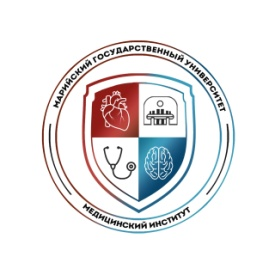 МАРИЙСКИЙ ГОСУДАРСТВЕННЫЙ УНИВЕРСИТЕТ
МЕДИЦИНСКИЙ ИНСТИТУТ